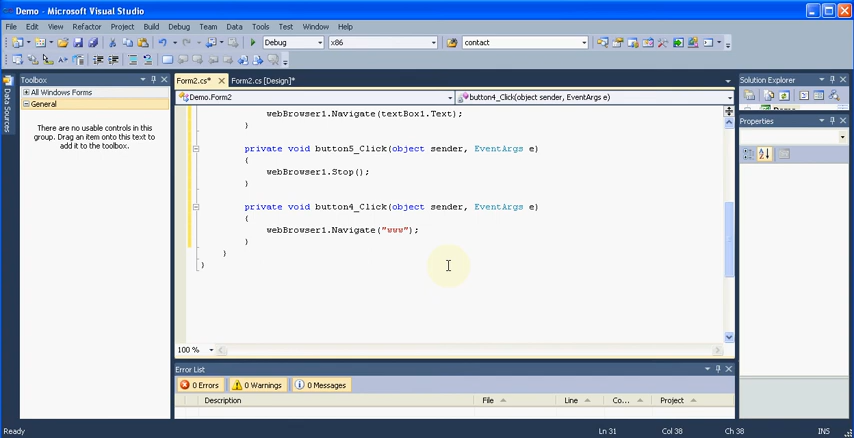 Demo - Microsoft Visual Studio
File Edit View Refactor Project Build Debug Team Data Tools Test Window Help
Debug x86 contact
Toolbox
All Windows Forms
General
There are no usable controls in this
group. Drag an item onto this text to
add it to the toolbox.
Data Sources
Form2.cs* Form2.cs [Design]*
Demo.Form2 button4_Click(object sender, EventArgs e)
webBrowser1.Navigate(textBox1.Text);
}
private void button5_Click(object sender, EventArgs e)
{
webBrowser1.Stop();
}
private void button4_Click(object sender, EventArgs e)
{
webBrowser1.Navigate("www");
}
}
}
100 %
Solution Explorer
Demo
Properties
Error List
0 Errors 0 Warnings 0 Messages
Description File Line Co... Project
Ready Ln 31 Col 38 Ch 38 INS